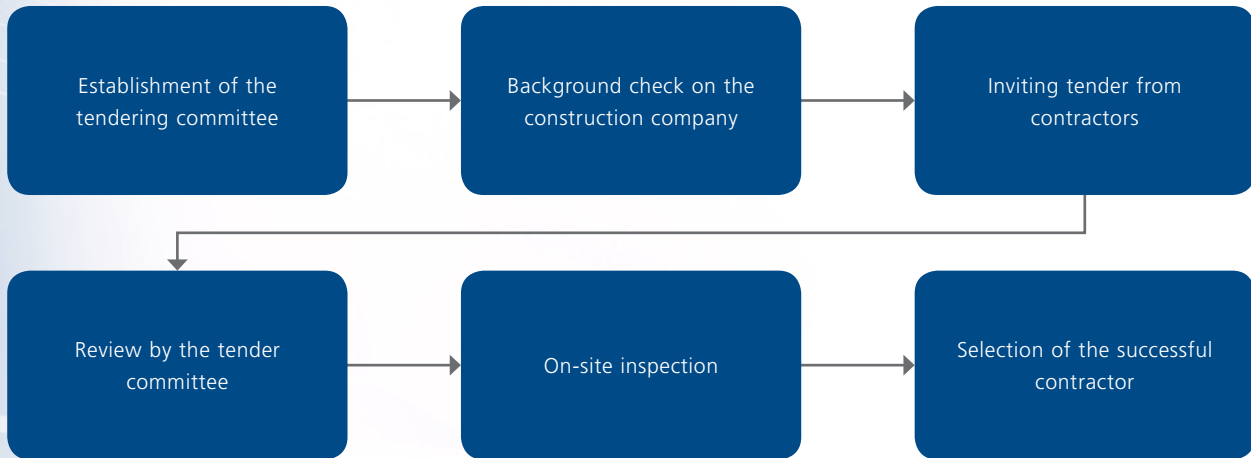 Establishment of the
tendering committee
Background check on the
construction company
Inviting tender from
contractors
Review by the tender
committee
On-site inspection
Selection of the successful
contractor